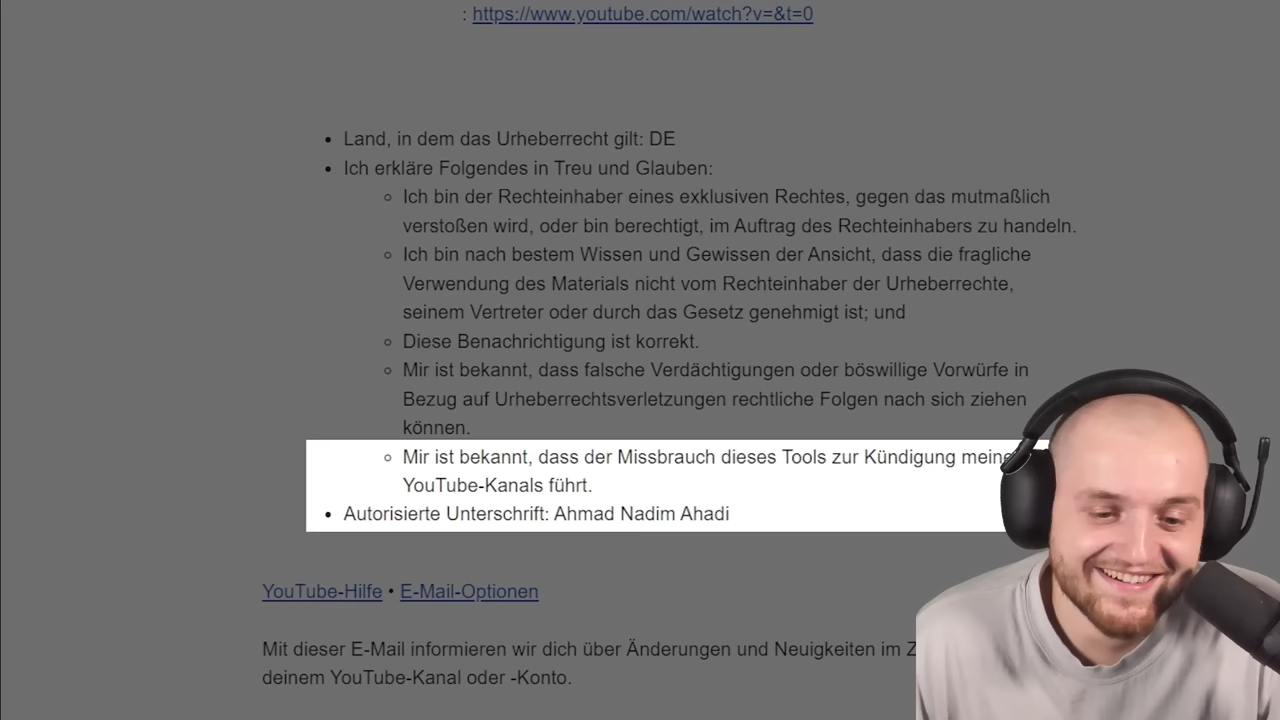 : https://www.youtube.com/watch?v=&t=0
• Land, in dem das Urheberrecht gilt: DE
• Ich erkläre Folgendes in Treu und Glauben:
◦ Ich bin der Rechteinhaber eines exklusiven Rechtes, gegen das mutmaßlich
verstoßen wird, oder bin berechtigt, im Auftrag des Rechteinhabers zu handeln.
◦ Ich bin nach bestem Wissen und Gewissen der Ansicht, dass die fragliche
Verwendung des Materials nicht vom Rechteinhaber der Urheberrechte,
seinem Vertreter oder durch das Gesetz genehmigt ist; und
◦ Diese Benachrichtigung ist korrekt.
◦ Mir ist bekannt, dass falsche Verdächtigungen oder böswillige Vorwürfe in
Bezug auf Urheberrechtsverletzungen rechtliche Folgen nach sich ziehen
können.
◦ Mir ist bekannt, dass der Missbrauch dieses Tools zur Kündigung meine
YouTube-Kanals führt.
• Autorisierte Unterschrift: Ahmad Nadim Ahadi
YouTube-Hilfe • E-Mail-Optionen
Mit dieser E-Mail informieren wir dich über Änderungen und Neuigkeiten im Z
deinem YouTube-Kanal oder -Konto.